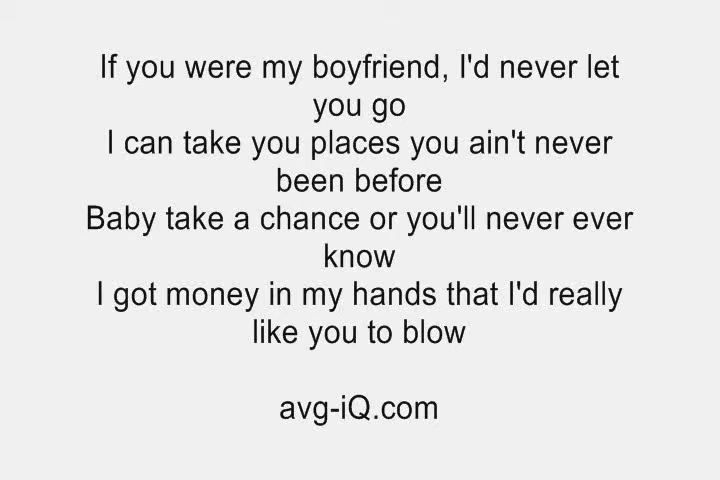 If you were my boyfriend, I'd never let
you go
I can take you places you ain't never
been before
Baby take a chance or you'll never ever
know
I got money in my hands that I'd really
like you to blow
avg-iQ.com